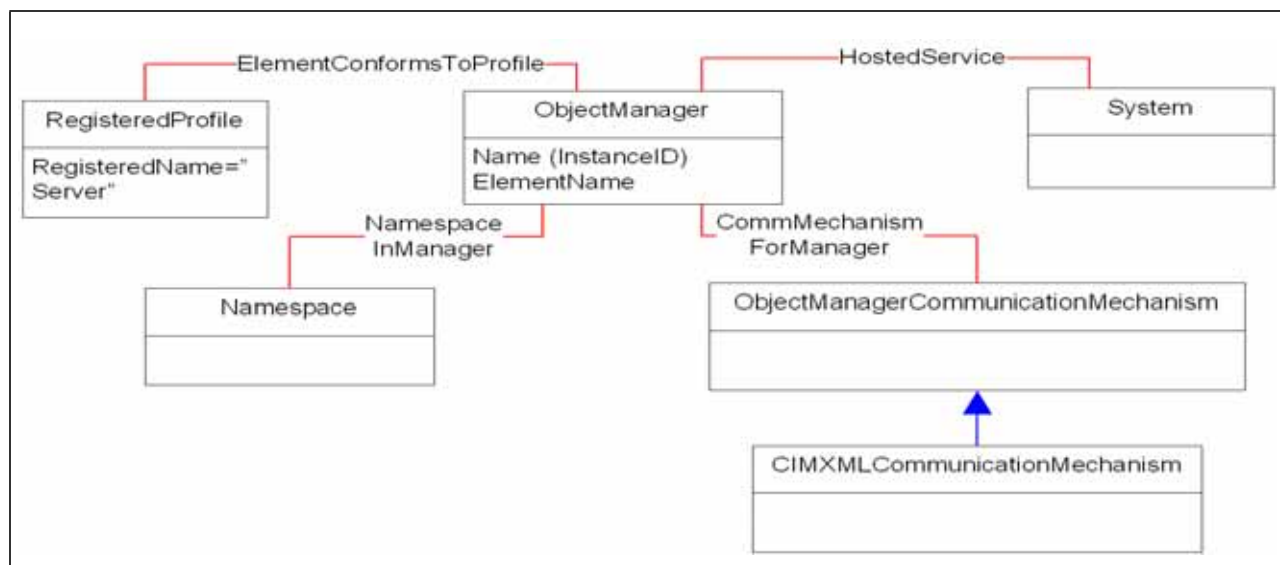 ElementConformsToProfile
HostedService
RegisteredProfile
RegisteredName="
Server"
ObjectManager
Name (InstanceID)
ElementName
System
Namespace
InManager
CommMechanism
ForManager
Namespace
ObjectManagerCommunicationMechanism
CIMXMLCommunicationMechanism